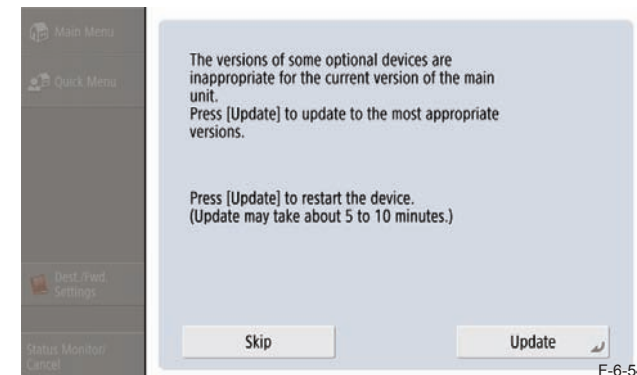 Main Menu
Quick Menu
The versions of some optional devices are
inappropriate for the current version of the main
unit.
Press [Update] to update to the most appropriate
versions.
Press [Update] to restart the device.
(Update may take about 5 to 10 minutes.)
Dest./Fwd.
Settings
Skip
Update
Status Monitor/
Cancel
F-6-5